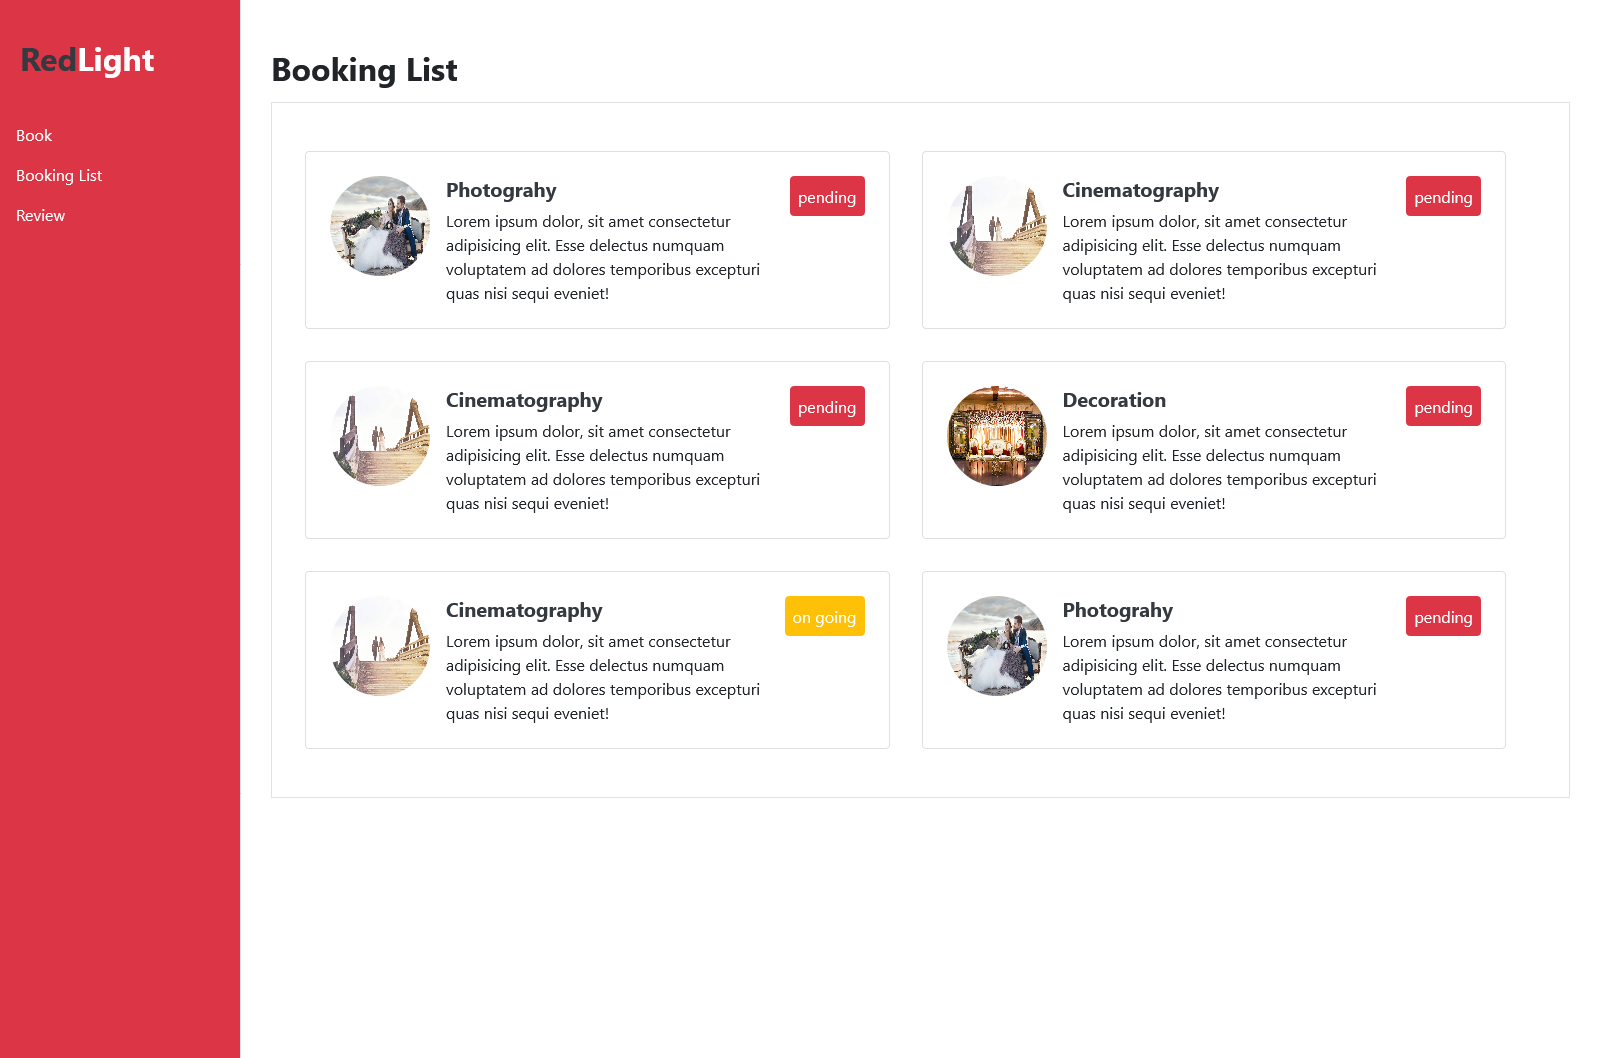 RedLight
Book
Booking List
Review
Booking List
Photograhy
pending
Lorem ipsum dolor, sit amet consectetur
adipisicing elit. Esse delectus numquam
voluptatem ad dolores temporibus excepturi
quas nisi sequi eveniet!
Cinematography
pending
Lorem ipsum dolor, sit amet consectetur
adipisicing elit. Esse delectus numquam
voluptatem ad dolores temporibus excepturi
quas nisi sequi eveniet!
Cinematography
pending
Lorem ipsum dolor, sit amet consectetur
adipisicing elit. Esse delectus numquam
voluptatem ad dolores temporibus excepturi
quas nisi sequi eveniet!
Decoration
pending
Lorem ipsum dolor, sit amet consectetur
adipisicing elit. Esse delectus numquam
voluptatem ad dolores temporibus excepturi
quas nisi sequi eveniet!
Cinematography
on going
Lorem ipsum dolor, sit amet consectetur
adipisicing elit. Esse delectus numquam
voluptatem ad dolores temporibus excepturi
quas nisi sequi eveniet!
Photograhy
pending
Lorem ipsum dolor, sit amet consectetur
adipisicing elit. Esse delectus numquam
voluptatem ad dolores temporibus excepturi
quas nisi sequi eveniet!